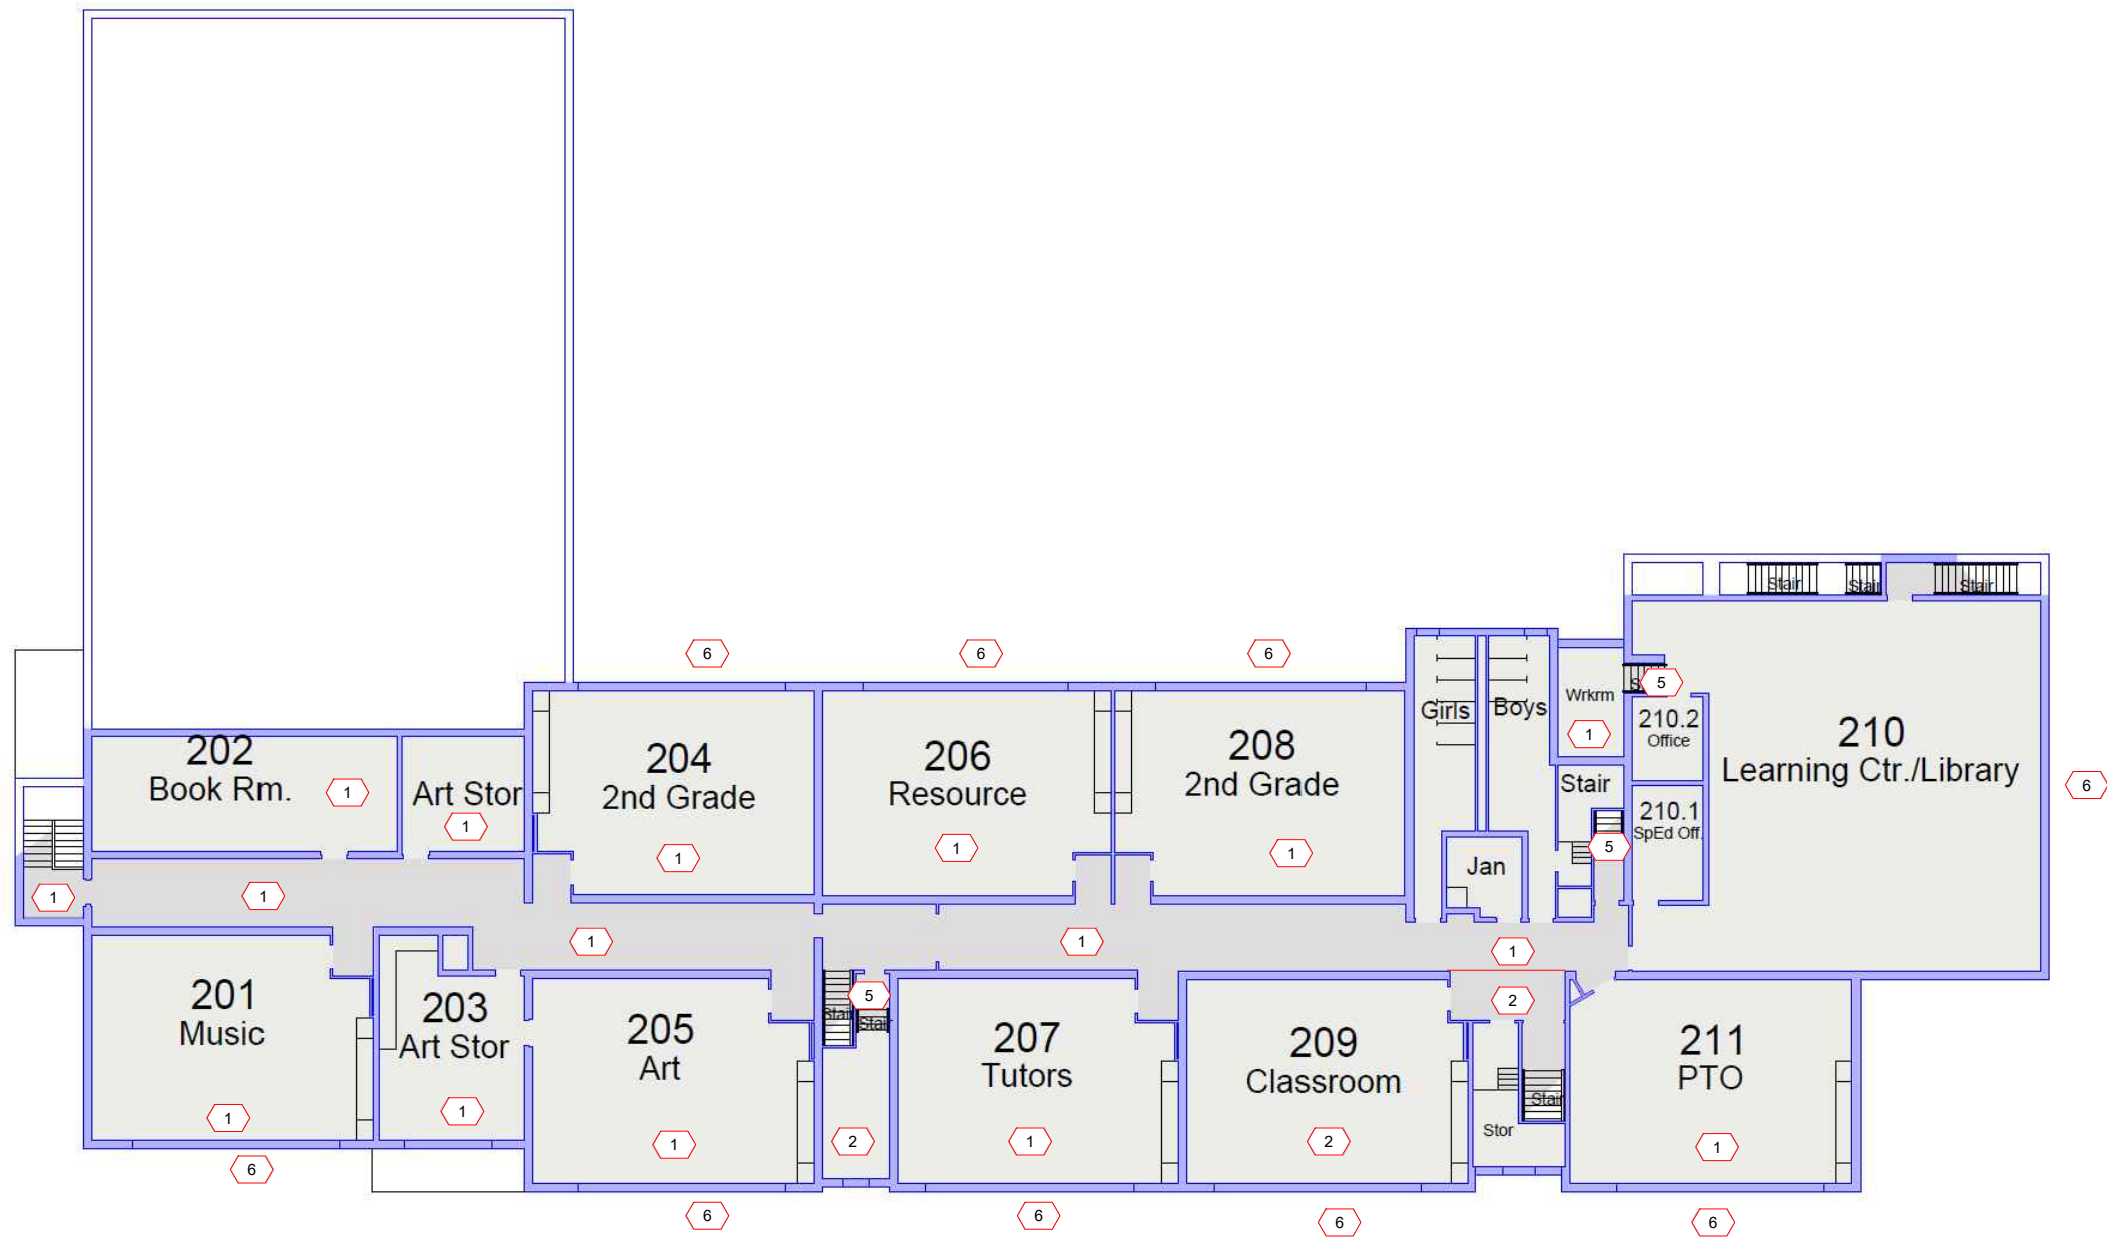 Stair
Stair
Stair
6
6
6
Wrkrm
1
S
5
Girls
Boys
210.2
Office
210
Learning Ctr./Library
6
202
Book Rm.
1
Art Stor
1
204
2nd Grade
1
206
Resource
1
208
2nd Grade
1
Stair
5
210.1
SpEd Off.
Jan
1
1
1
1
1
2
201
Music
1
203
Art Stor
1
205
Art
1
Stair
5
Stair
2
207
Tutors
1
209
Classroom
2
Stair
Stor
211
PTO
1
6
6
6
6
6